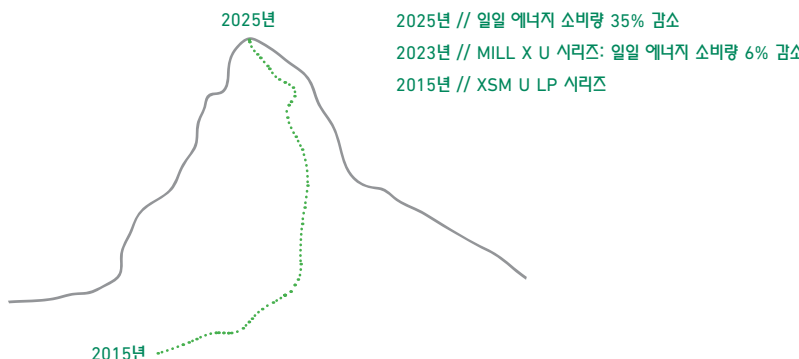 2025년
2025년 // 일일 에너지 소비량 35% 감소
2023년 // MILL X U 시리즈: 일일 에너지 소비량 6% 감소
2015년 // XSM U LP 시리즈
2015년